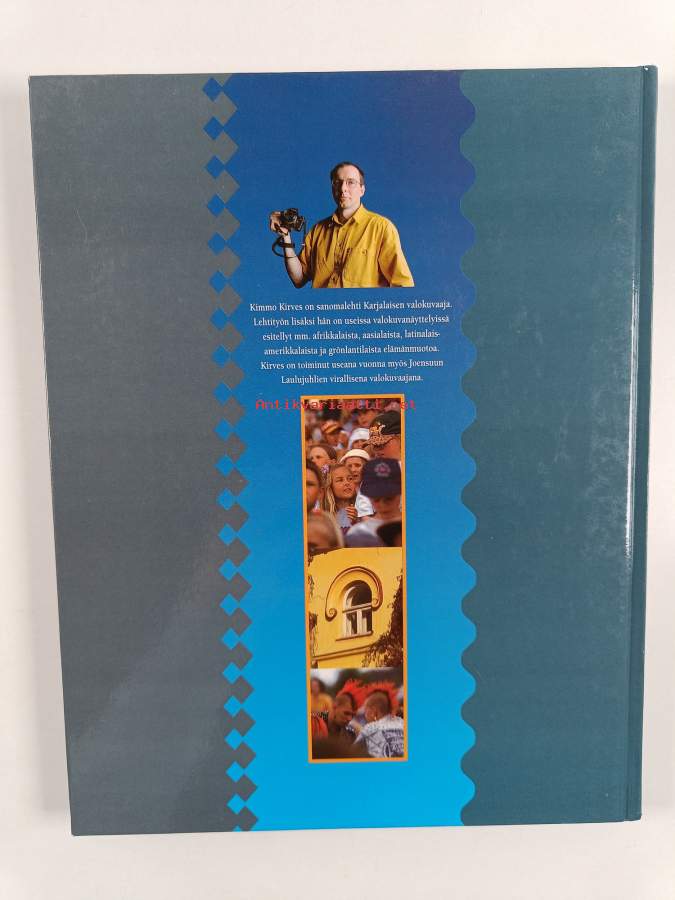 Kimmo Kirves on sanomalehti Karjalaisen valokuvaaja.
Lehtityön lisäksi hän on useissa valokuvanäyttelyissä
esitellyt mm. afrikkalaista, aasialaista, latinalais-
amerikkalaista ja grönlantilaista elämänmuotoa.
Kirves on toiminut useana vuonna myös Joensuun
Laulujuhlien virallisena valokuvaajana.
Antikvariaatti.net